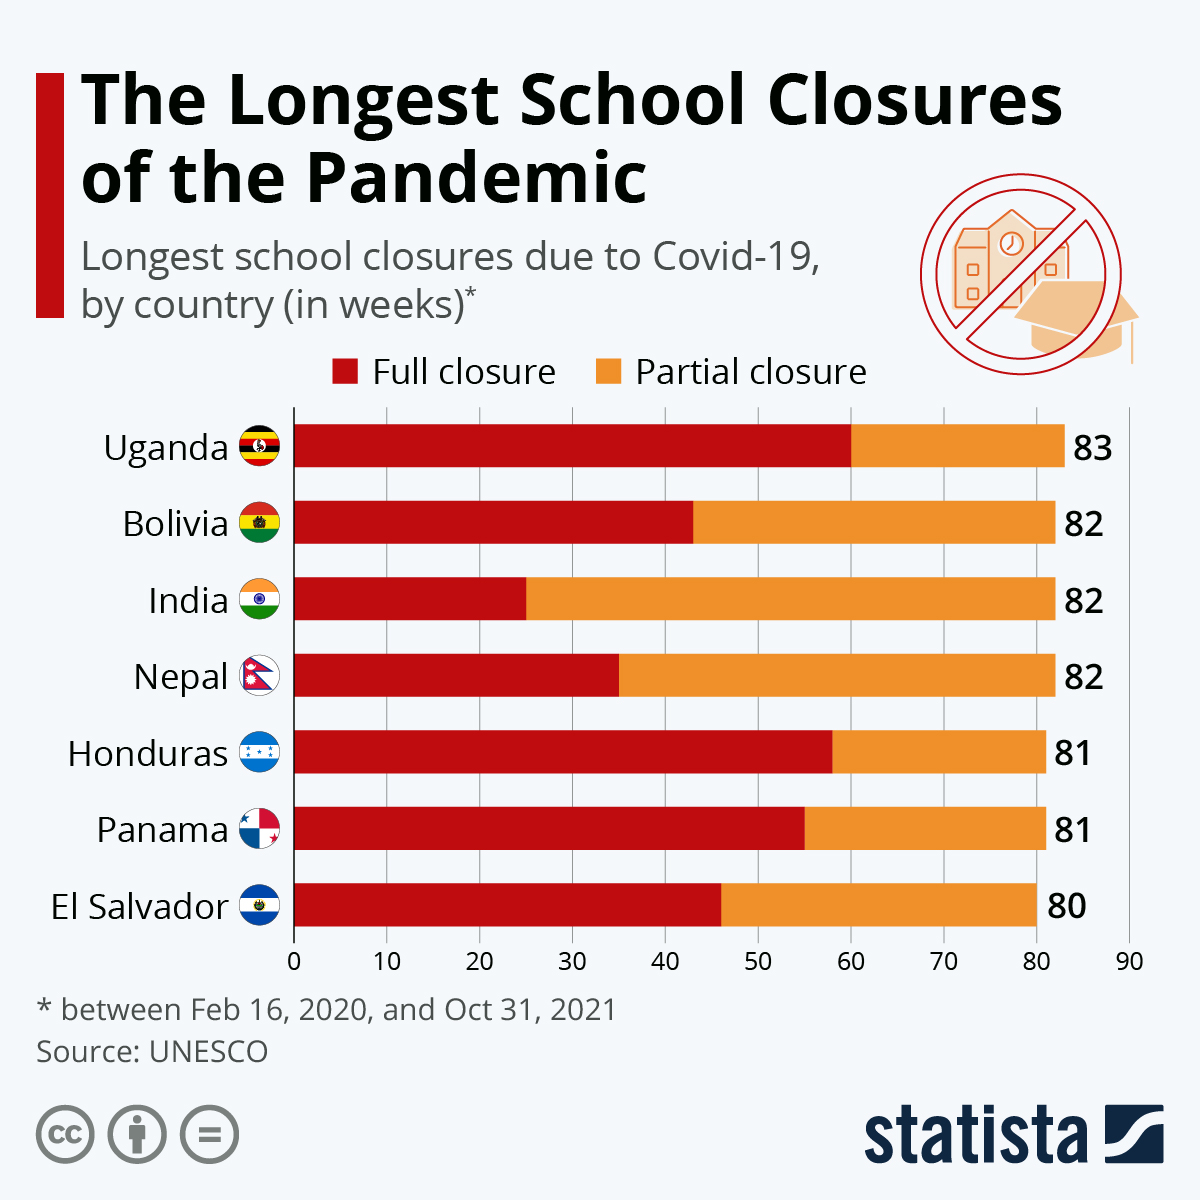 The Longest School Closures
of the Pandemic
Longest school closures due to Covid-19,
by country (in weeks)*
Full closure Partial closure
Uganda 83
Bolivia 82
India 82
Nepal 82
Honduras 81
Panama 81
El Salvador 80
0 10 20 30 40 50 60 70 80 90
* between Feb 16, 2020, and Oct 31, 2021
Source: UNESCO
cc =
statista